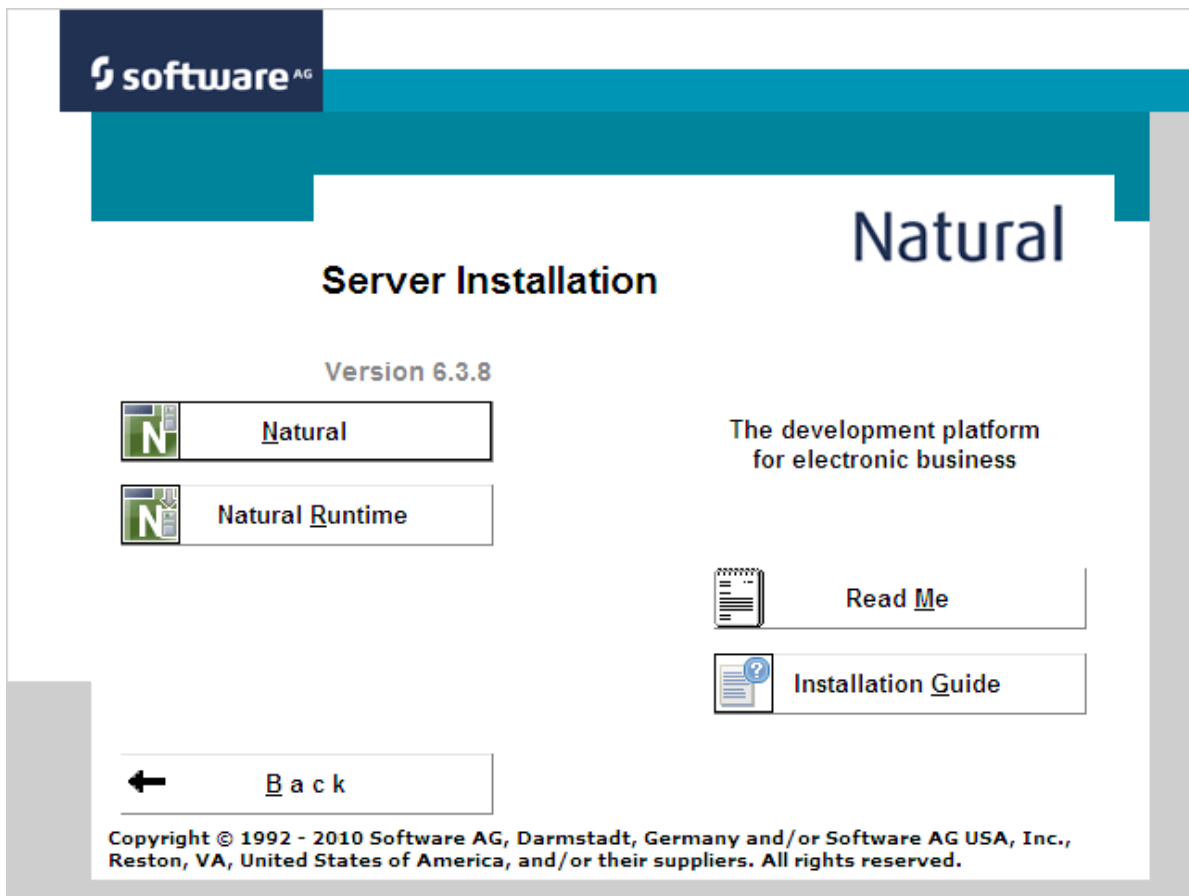 software AG
Natural
Server Installation
Version 6.3.8
Natural
The development platform
for electronic business
Natural Runtime
Read Me
Installation Guide
Back
Copyright © 1992 - 2010 Software AG, Darmstadt, Germany and/or Software AG USA, Inc.,
Reston, VA, United States of America, and/or their suppliers. All rights reserved.